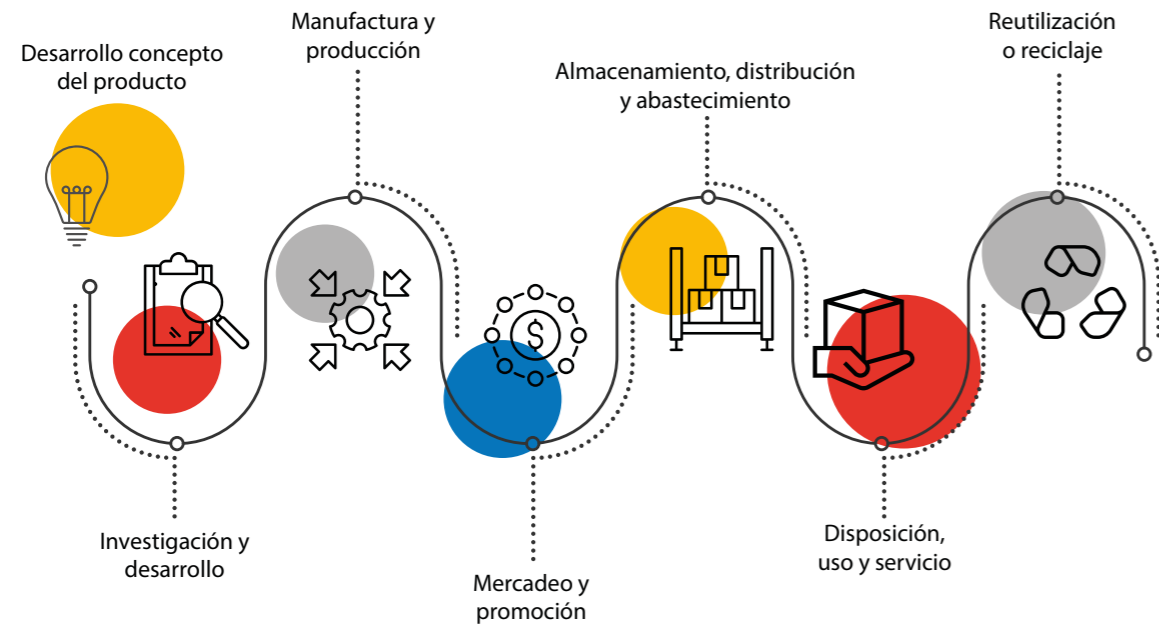 Desarrollo concepto
del producto
Investigación y
desarrollo
Manufactura y
producción
$
Mercadeo y
promoción
Almacenamiento, distribución
y abastecimiento
Disposición,
uso y servicio
Reutilización
o reciclaje